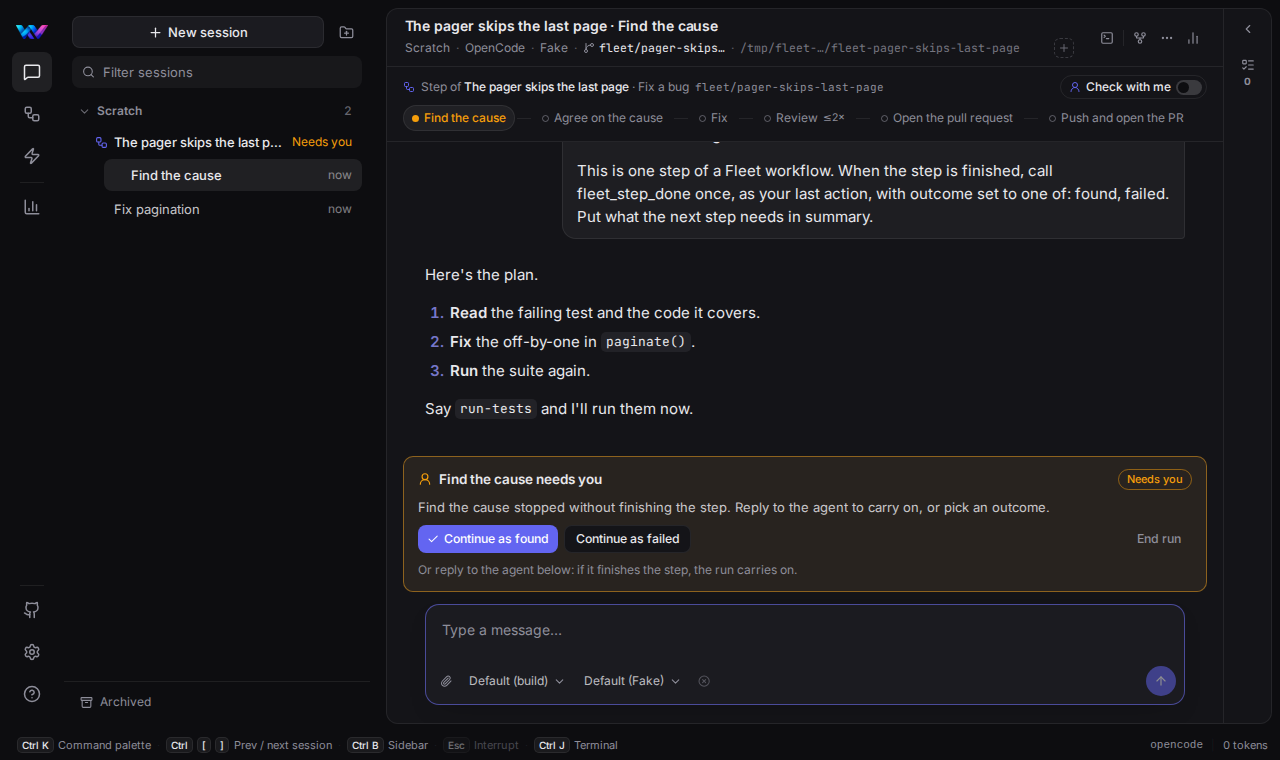 New session
Filter sessions
Scratch 2
The pager skips the last p... Needs you
Find the cause now
Fix pagination now
Archived
The pager skips the last page · Find the cause
Scratch · OpenCode · Fake · fleet/pager-skips… · /tmp/fleet-…/fleet-pager-skips-last-page
Step of The pager skips the last page · Fix a bug fleet/pager-skips-last-page
Check with me
Find the cause Agree on the cause Fix Review ≤2× Open the pull request Push and open the PR
0
This is one step of a Fleet workflow. When the step is finished, call
fleet_step_done once, as your last action, with outcome set to one of: found, failed.
Put what the next step needs in summary.
Here's the plan.
1. Read the failing test and the code it covers.
2. Fix the off-by-one in paginate().
3. Run the suite again.
Say run-tests and I'll run them now.
Find the cause needs you Needs you
Find the cause stopped without finishing the step. Reply to the agent to carry on, or pick an outcome.
Continue as found Continue as failed End run
Or reply to the agent below: if it finishes the step, the run carries on.
Type a message...
Default (build) Default (Fake)
Ctrl K Command palette Ctrl [ ] Prev / next session Ctrl B Sidebar Esc Interrupt Ctrl J Terminal opencode 0 tokens